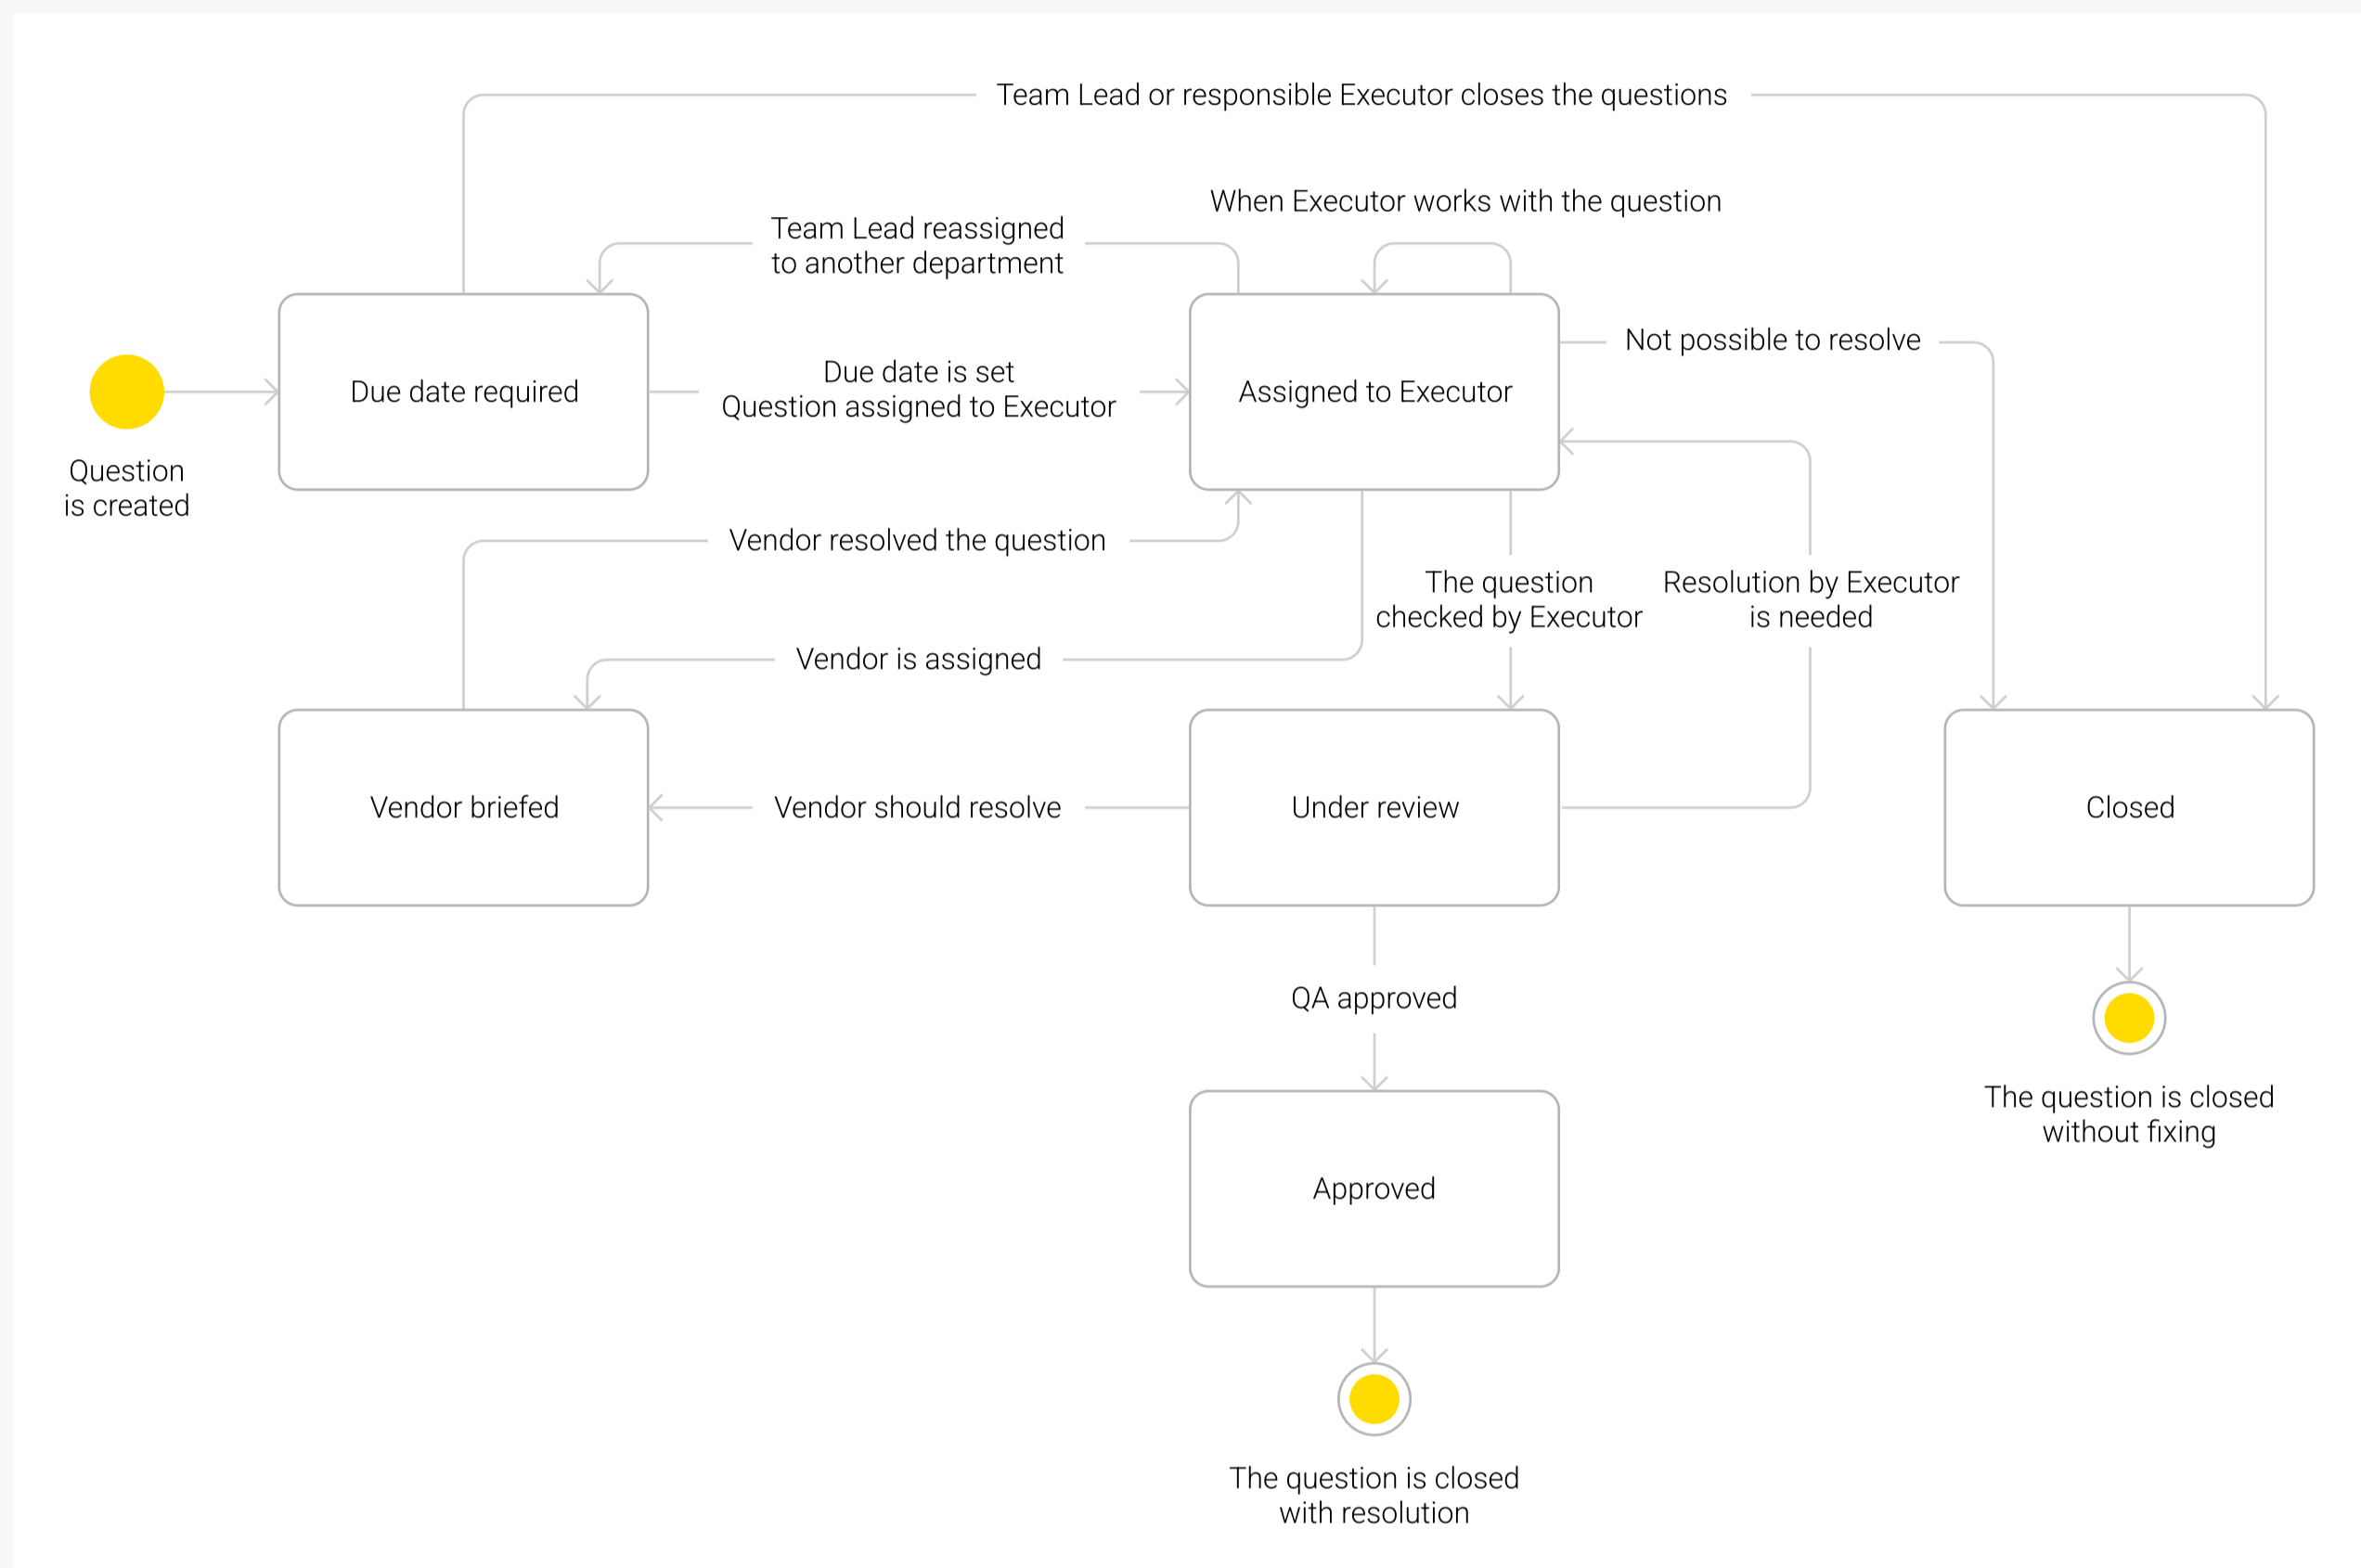 Team Lead or responsible Executor closes the questions
When Executor works with the question
Team Lead reassigned
to another department
Not possible to resolve
Due date required
Due date is set
Question assigned to Executor
Assigned to Executor
Question
is created
Vendor resolved the question
The question
checked by Executor
Resolution by Executor
is needed
Vendor is assigned
Vendor briefed
Vendor should resolve
Under review
Closed
QA approved
The question is closed
without fixing
Approved
The question is closed
with resolution